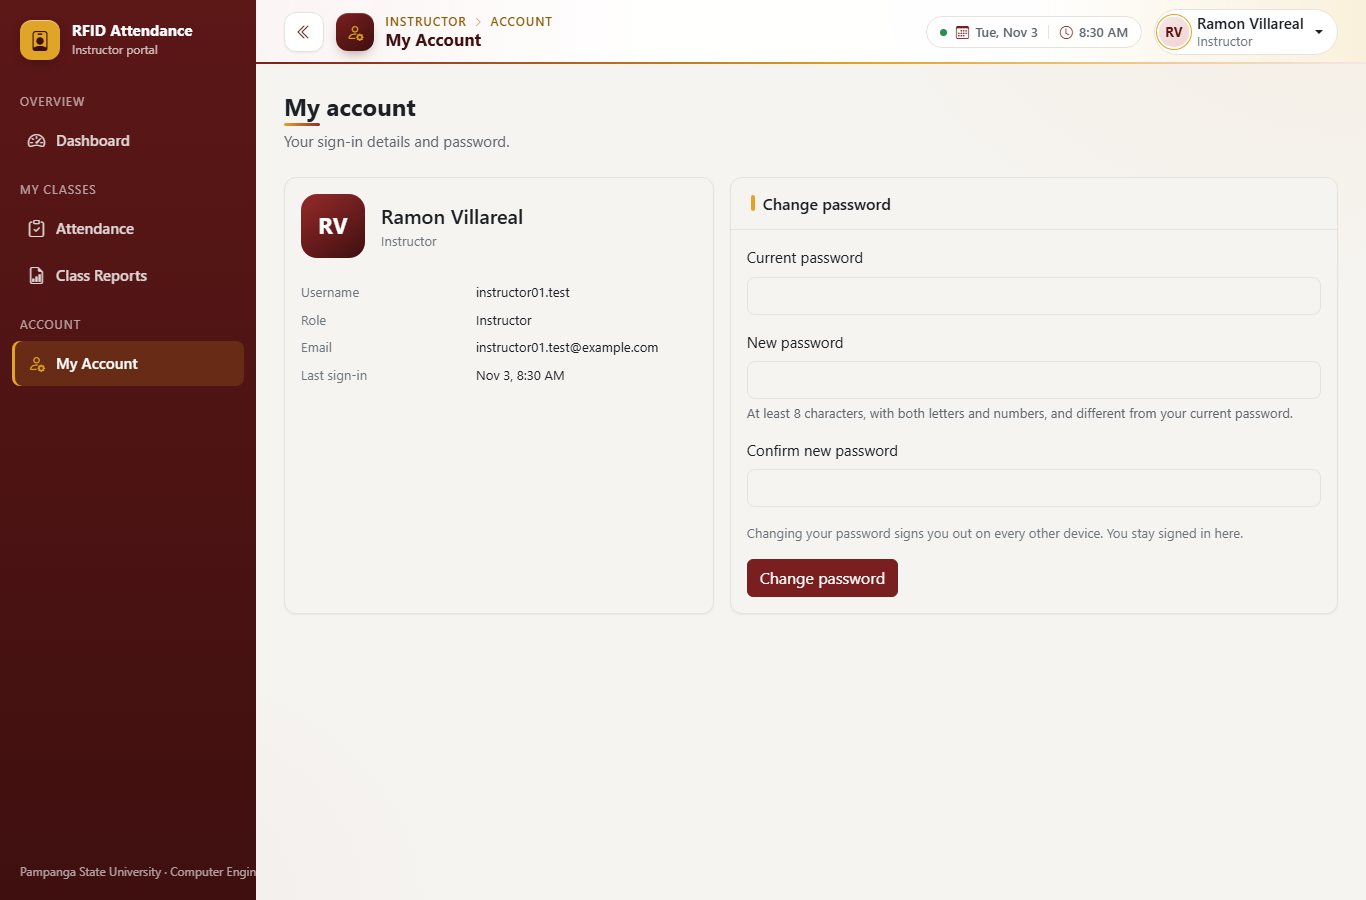 RFID Attendance
Instructor portal
OVERVIEW
Dashboard
MY CLASSES
Attendance
Class Reports
ACCOUNT
My Account
Pampanga State University · Computer Engin
INSTRUCTOR > ACCOUNT
My Account
Tue, Nov 3
8:30 AM
RV
Ramon Villareal
Instructor
My account
Your sign-in details and password.
RV
Ramon Villareal
Instructor
Username instructor01.test
Role Instructor
Email instructor01.test@example.com
Last sign-in Nov 3, 8:30 AM
Change password
Current password
New password
At least 8 characters, with both letters and numbers, and different from your current password.
Confirm new password
Changing your password signs you out on every other device. You stay signed in here.
Change password